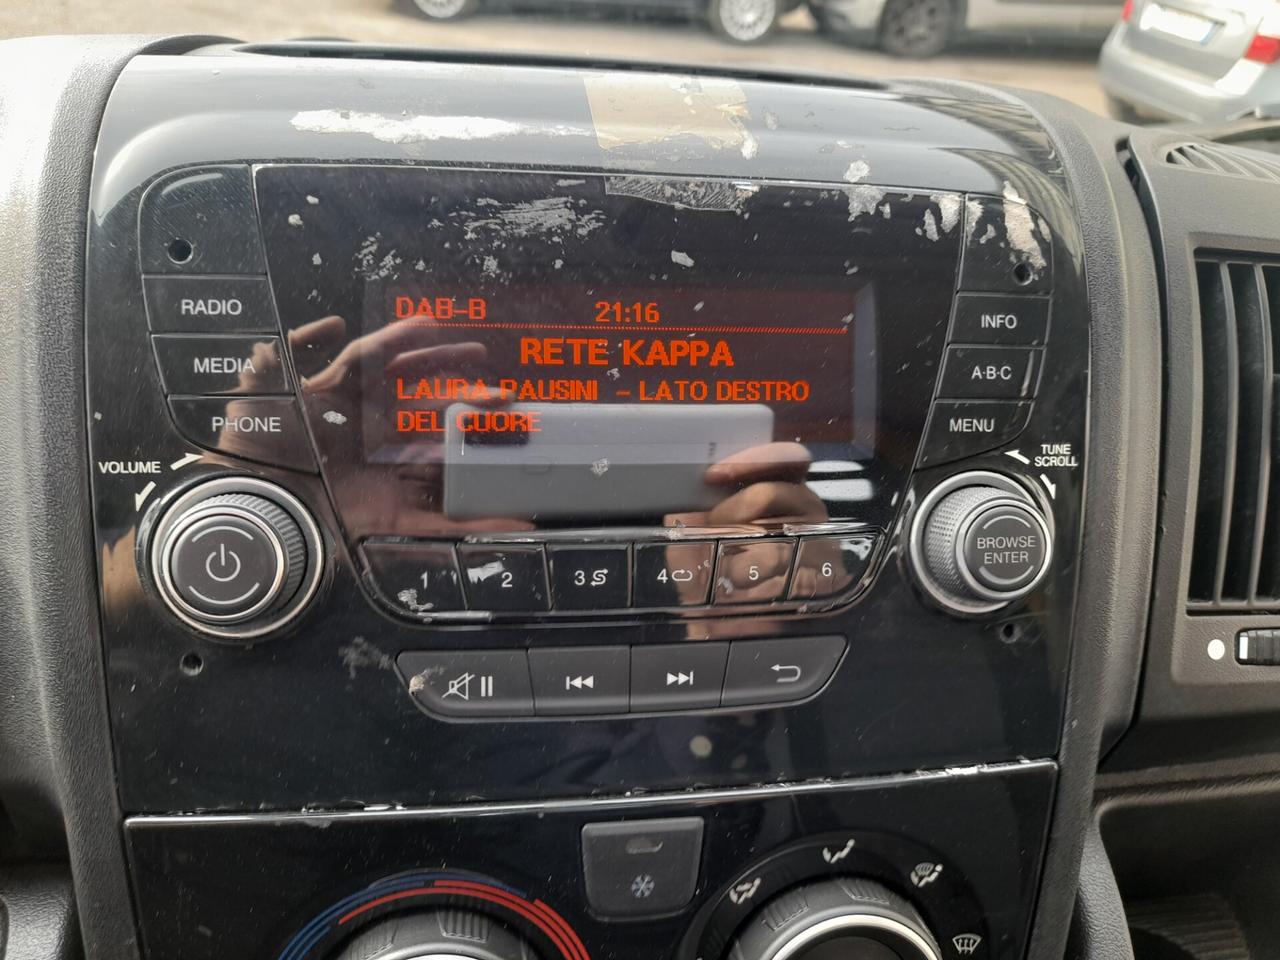 RADIO
MEDIA
PHONE
VOLUME
DAB-B 21:16
RETE KAPPA
LAURA PAUSINI - LATO DESTRO
DEL CUORE
INFO
A·B·C
MENU
TUNE
SCROLL
BROWSE
ENTER
1 2 3 4 5 6